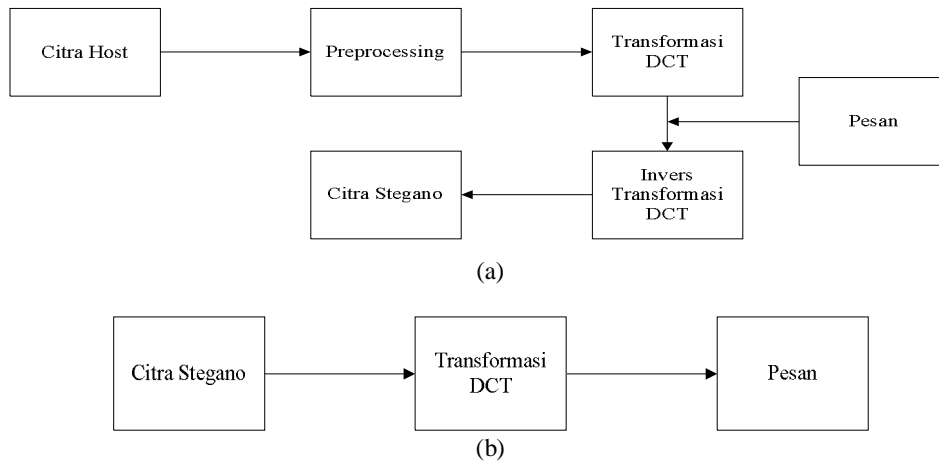 Citra Host
Preprocessing
Transformasi
DCT
Pesan
Citra Stegano
Invers
Transformasi
DCT
(a)
Citra Stegano
Transformasi
DCT
Pesan
(b)